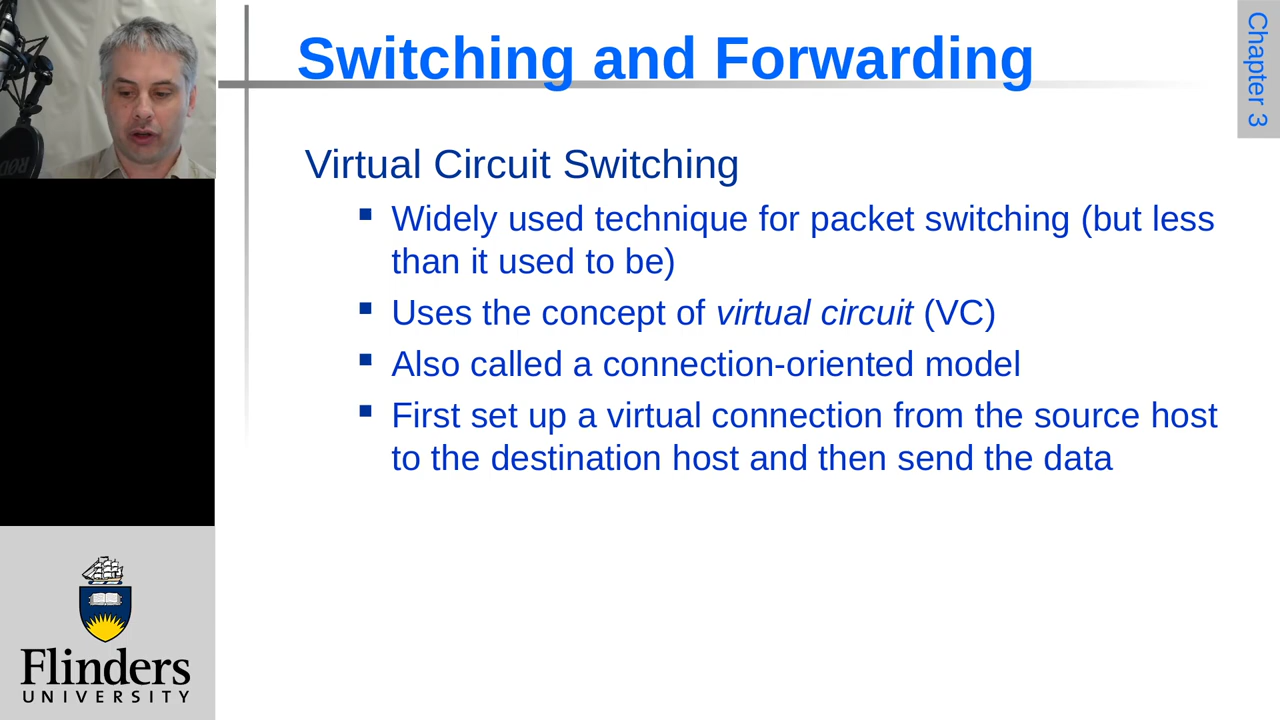 Switching and Forwarding
Chapter 3
Virtual Circuit Switching
Widely used technique for packet switching (but less
than it used to be)
Uses the concept of virtual circuit (VC)
Also called a connection-oriented model
First set up a virtual connection from the source host
to the destination host and then send the data
RØDE
Flinders
UNIVERSITY